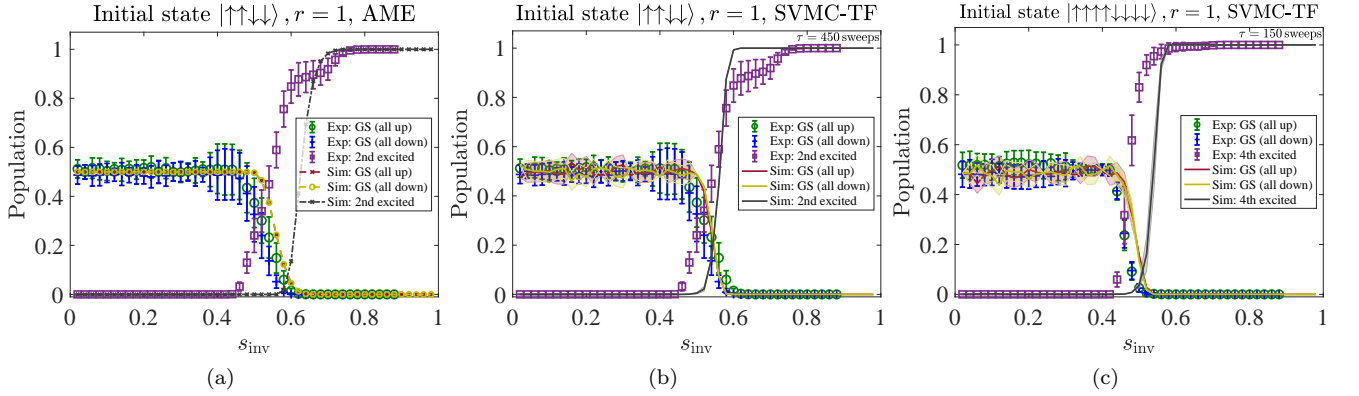 Initial state |↑↑↓↓⟩, r = 1, AME
1
0.8
0.6
0.4
0.2
0
Population
Exp: GS (all up)
Exp: GS (all down)
Exp: 2nd excited
Sim: GS (all up)
Sim: GS (all down)
Sim: 2nd excited
0 0.2 0.4 0.6 0.8 1
s_inv
(a)
Initial state |↑↑↓↓⟩, r = 1, SVMC-TF
τ = 450 sweeps
1
0.8
0.6
0.4
0.2
0
Population
Exp: GS (all up)
Exp: GS (all down)
Exp: 2nd excited
Sim: GS (all up)
Sim: GS (all down)
Sim: 2nd excited
0 0.2 0.4 0.6 0.8 1
s_inv
(b)
Initial state |↑↑↑↑↓↓↓↓⟩, r = 1, SVMC-TF
τ = 150 sweeps
1
0.8
0.6
0.4
0.2
0
Population
Exp: GS (all up)
Exp: GS (all down)
Exp: 4th excited
Sim: GS (all up)
Sim: GS (all down)
Sim: 4th excited
0 0.2 0.4 0.6 0.8 1
s_inv
(c)